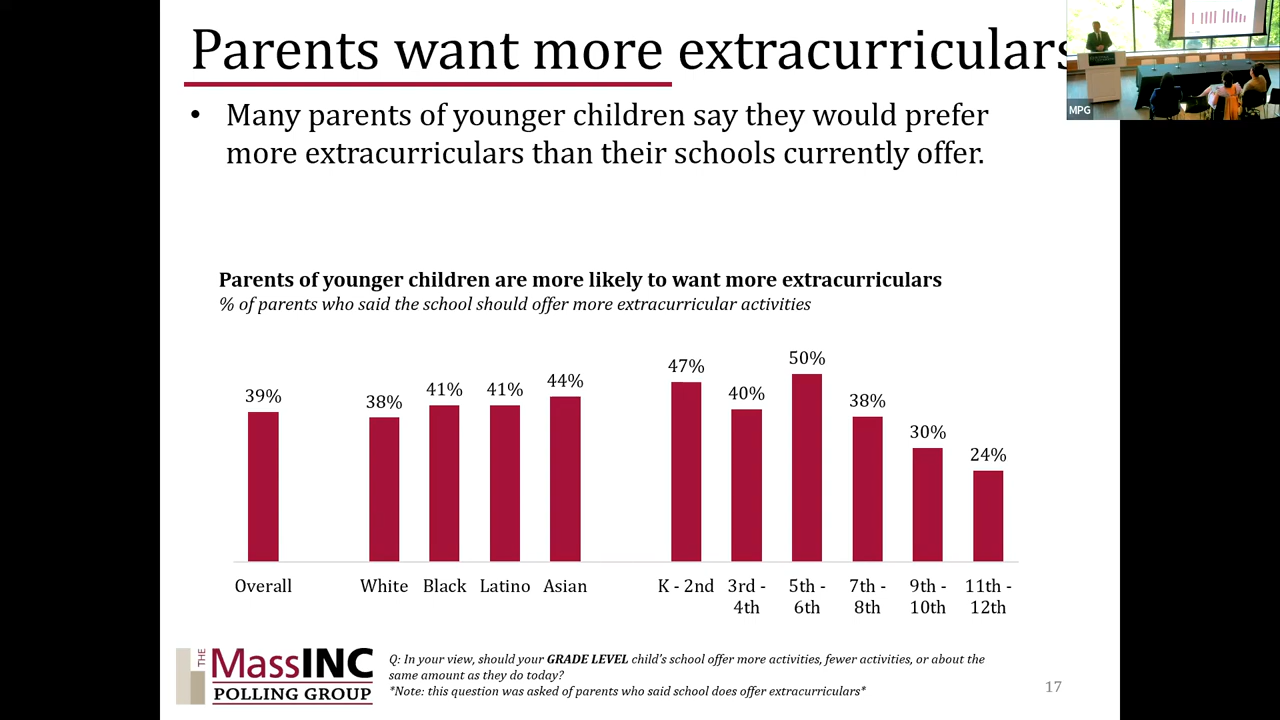 Parents want more extracurriculars
MPG
• Many parents of younger children say they would prefer
more extracurriculars than their schools currently offer.
Parents of younger children are more likely to want more extracurriculars
% of parents who said the school should offer more extracurricular activities
39% 38% 41% 41% 44% 47% 40% 50% 38% 30% 24%
Overall White Black Latino Asian K - 2nd 3rd - 5th - 7th - 9th - 11th -
4th 6th 8th 10th 12th
THE MassINC
POLLING GROUP
Q: In your view, should your GRADE LEVEL child's school offer more activities, fewer activities, or about the
same amount as they do today?
*Note: this question was asked of parents who said school does offer extracurriculars*
17